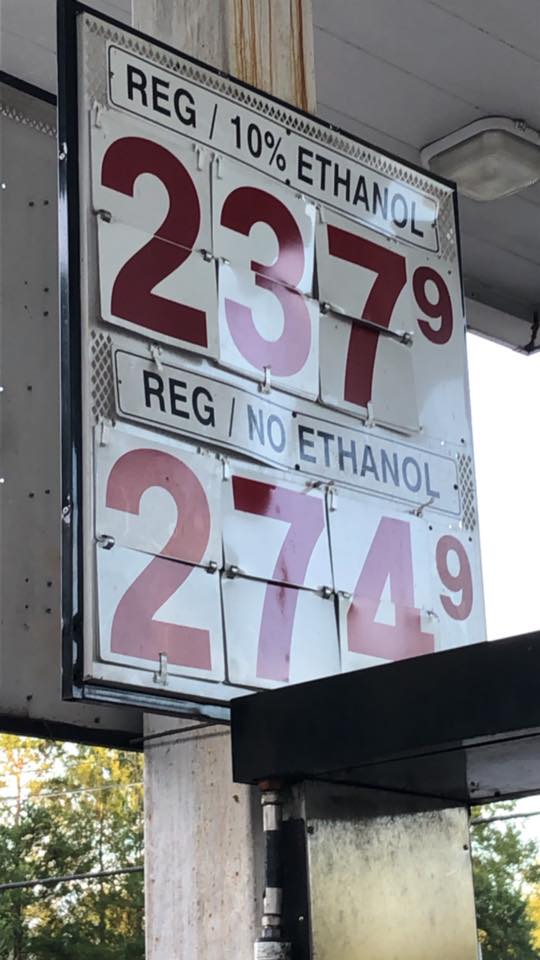 REG / 10% ETHANOL
2379
REG / NO ETHANOL
2749